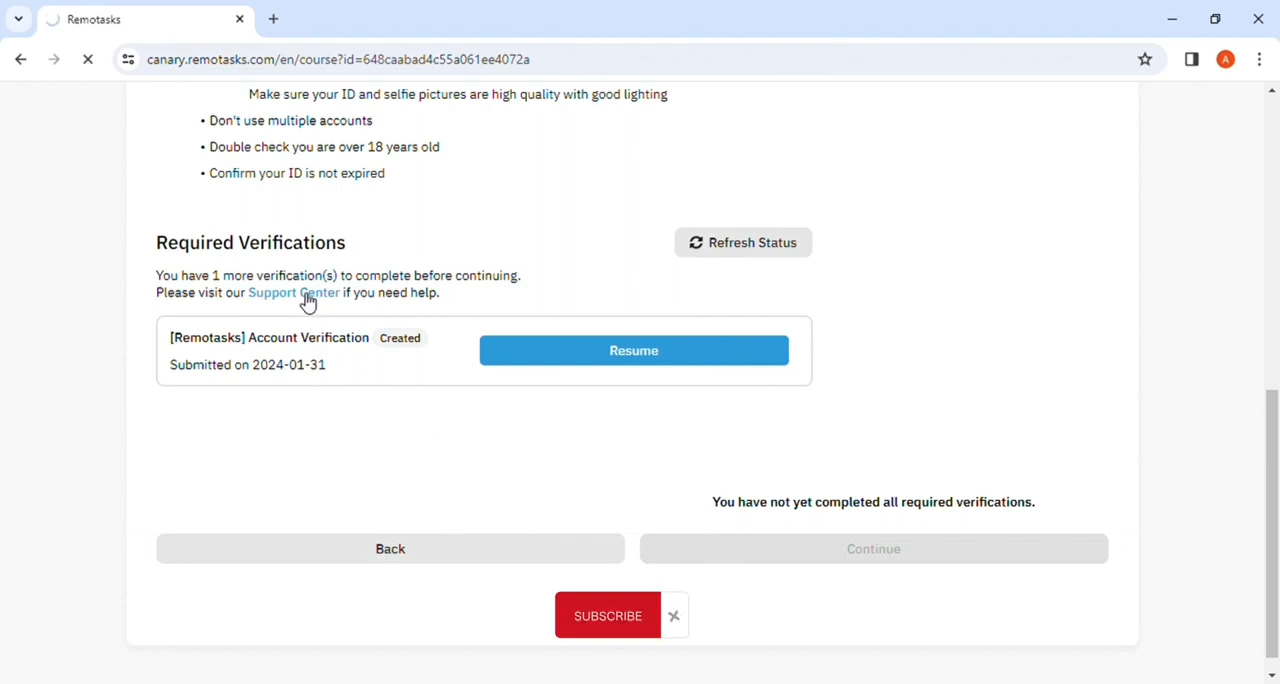 Remotasks
canary.remotasks.com/en/course?id=648caabad4c55a061ee4072a
A
Make sure your ID and selfie pictures are high quality with good lighting
• Don't use multiple accounts
• Double check you are over 18 years old
• Confirm your ID is not expired
Required Verifications
Refresh Status
You have 1 more verification(s) to complete before continuing.
Please visit our Support Center if you need help.
[Remotasks] Account Verification Created
Resume
Submitted on 2024-01-31
You have not yet completed all required verifications.
Back
Continue
SUBSCRIBE